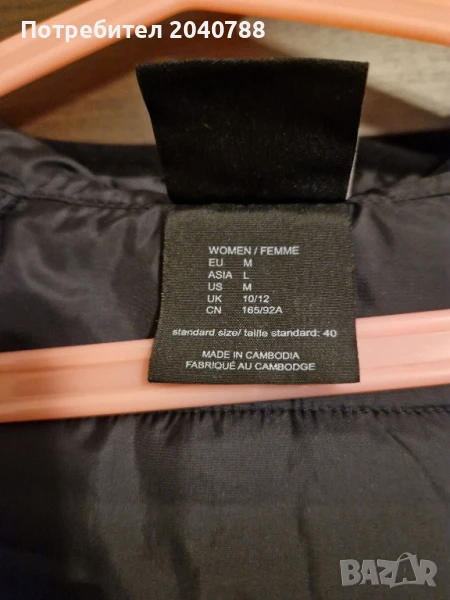 Потребител 2040788
WOMEN / FEMME
EU M
ASIA L
US M
UK 10/12
CN 165/92A
standard size/ taille standard: 40
MADE IN CAMBODIA
FABRIQUÉ AU CAMBODGE
BAZAR